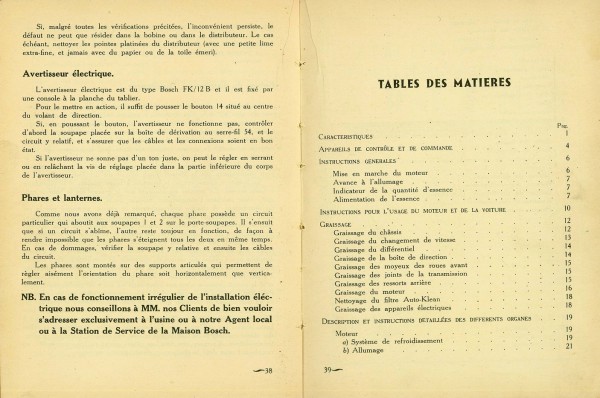 Si, malgré toutes les vérifications précitées, l'inconvénient persiste, le
défaut ne peut que résider dans la bobine ou dans le distributeur. Le cas
échéant, nettoyer les pointes platinées du distributeur (avec une petite lime
extra-fine, et jamais avec du papier ou de la toile émeri).
Avertisseur électrique.
L'avertisseur électrique est du type Bosch FK/12 B et il est fixé par
une console à la planche du tablier.
Pour le mettre en action, il suffit de pousser le bouton 14 situé au centre
du volant de direction.
Si, en poussant le bouton, l'avertisseur ne fonctionne pas, contrôler
d'abord la soupape placée sur la boîte de dérivation au serre-fil 54, et le
circuit y relatif, et s'assurer que les câbles et les connexions soient en bon
état.
Si l'avertisseur ne sonne pas d'un ton juste, on peut le régler en serrant
ou en relâchant la vis de réglage placée dans la partie inférieure du corps
de l'avertisseur.
Phares et lanternes.
Comme nous avons déjà remarqué, chaque phare possède un circuit
particulier qui aboutit aux soupapes 1 et 2 sur le porte-soupapes. Il s'ensuit
que si un circuit s'abîme, l'autre reste toujour en fonction, de façon à
rendre impossible que les phares s'éteignent tous les deux en même temps.
En cas de dommages, vérifier la soupape y relative et ensuite les câbles
du circuit.
Les phares sont montés sur des supports articulés qui permettent de
régler aisément l'orientation du phare soit horizontalement que vertica-
lement.
NB. En cas de fonctionnement irrégulier de l'installation éléc-
trique nous conseillons à MM. nos Clients de bien vouloir
s'adresser exclusivement à l'usine ou à notre Agent local
ou à la Station de Service de la Maison Bosch.
38
TABLES DES MATIERES
Pag.
CARACTERISTIQUES 1
APPAREILS DE CONTRÔLE ET DE COMMANDE 4
INSTRUCTIONS GENERALES 6
Mise en marche du moteur 6
Avance à l'allumage 7
Indicateur de la quantité d'essence 7
Alimentation de l'essence 7
INSTRUCTIONS POUR L'USAGE DU MOTEUR ET DE LA VOITURE 10
GRAISSAGE 12
Graissage du châssis 12
Graissage du changement de vitesse 13
Graissage du différentiel 14
Graissage de la boîte de direction 14
Graissage des moyeux des roues avant 15
Graissage des joints de la transmission 15
Graissage des ressorts arrière 15
Graissage du moteur 16
Nettoyage du filtre Auto-Klean 18
Graissage des appareils électriques 18
DESCRIPTION ET INSTRUCTIONS DÉTAILLÉES DES DIFFERENTS ORGANES 19
Moteur 19
a) Système de refroidissement 19
b) Allumage 21
39